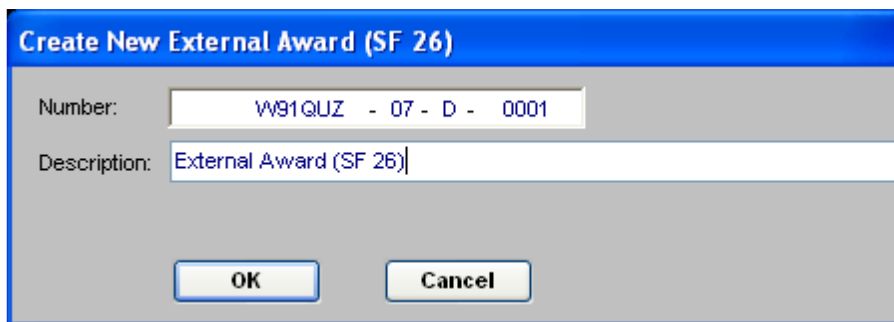 Create New External Award (SF 26)
Number: W91QUZ - 07 - D - 0001
Description: External Award (SF 26)
OK Cancel